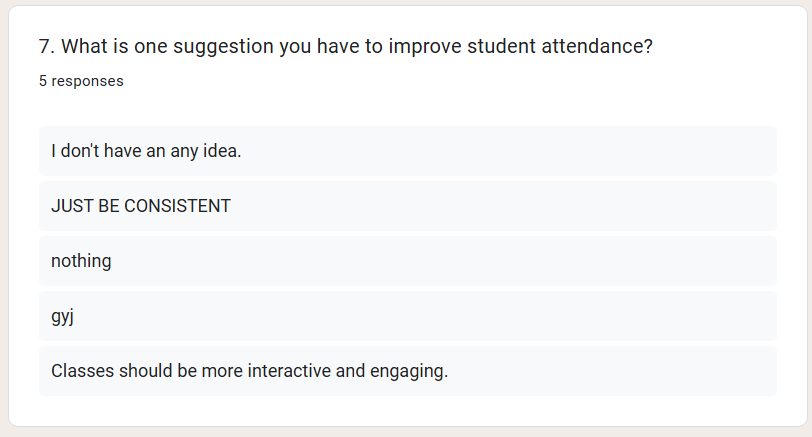 7. What is one suggestion you have to improve student attendance?
5 responses
I don't have an any idea.
JUST BE CONSISTENT
nothing
gyj
Classes should be more interactive and engaging.